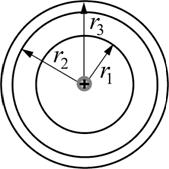 r₃
r₂
r₁
+